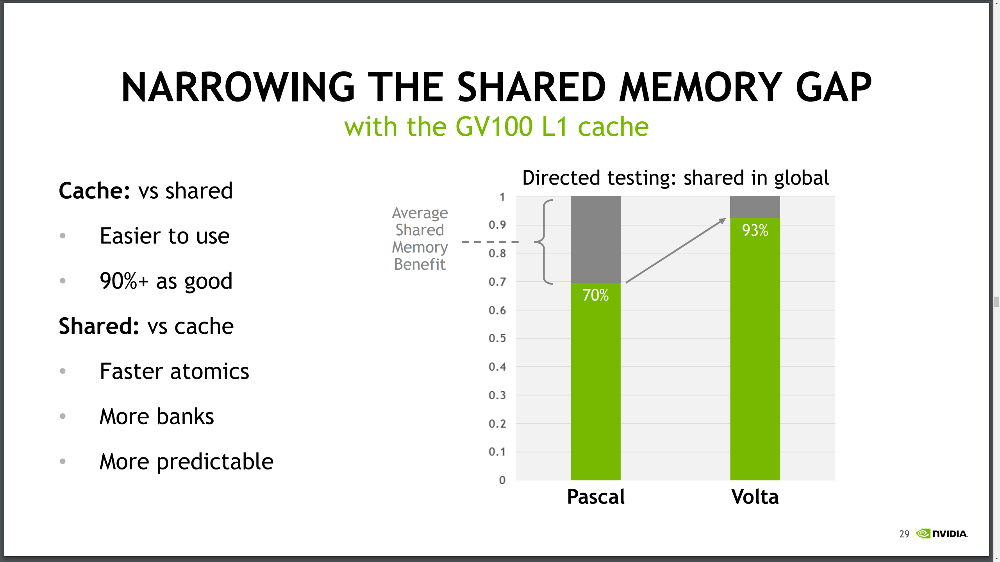 NARROWING THE SHARED MEMORY GAP
with the GV100 L1 cache
Cache: vs shared
• Easier to use
• 90%+ as good
Shared: vs cache
• Faster atomics
• More banks
• More predictable
Directed testing: shared in global
Average
Shared
Memory
Benefit
1
0.9
0.8
0.7
0.6
0.5
0.4
0.3
0.2
0.1
0
70%
93%
Pascal
Volta
29 NVIDIA.